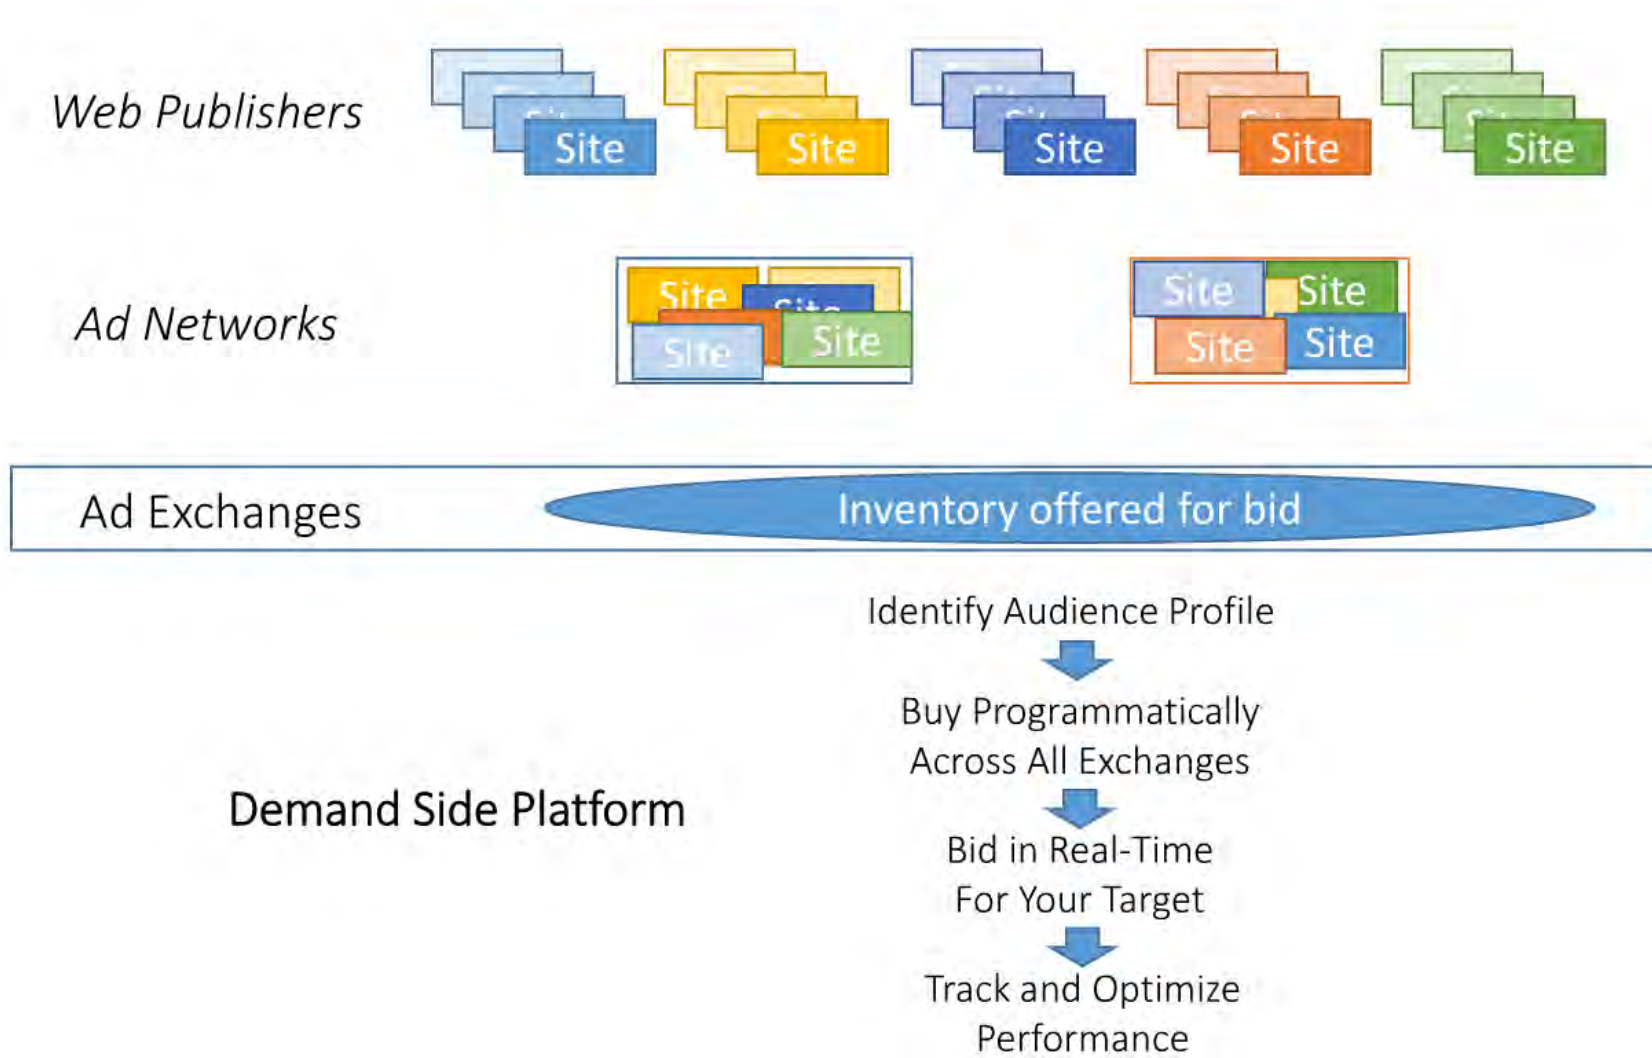 Web Publishers
Site Site Site Site Site
Ad Networks
Site Site Site
Site Site Site Site
Ad Exchanges
Inventory offered for bid
Identify Audience Profile
Buy Programmatically
Across All Exchanges
Demand Side Platform
Bid in Real-Time
For Your Target
Track and Optimize
Performance